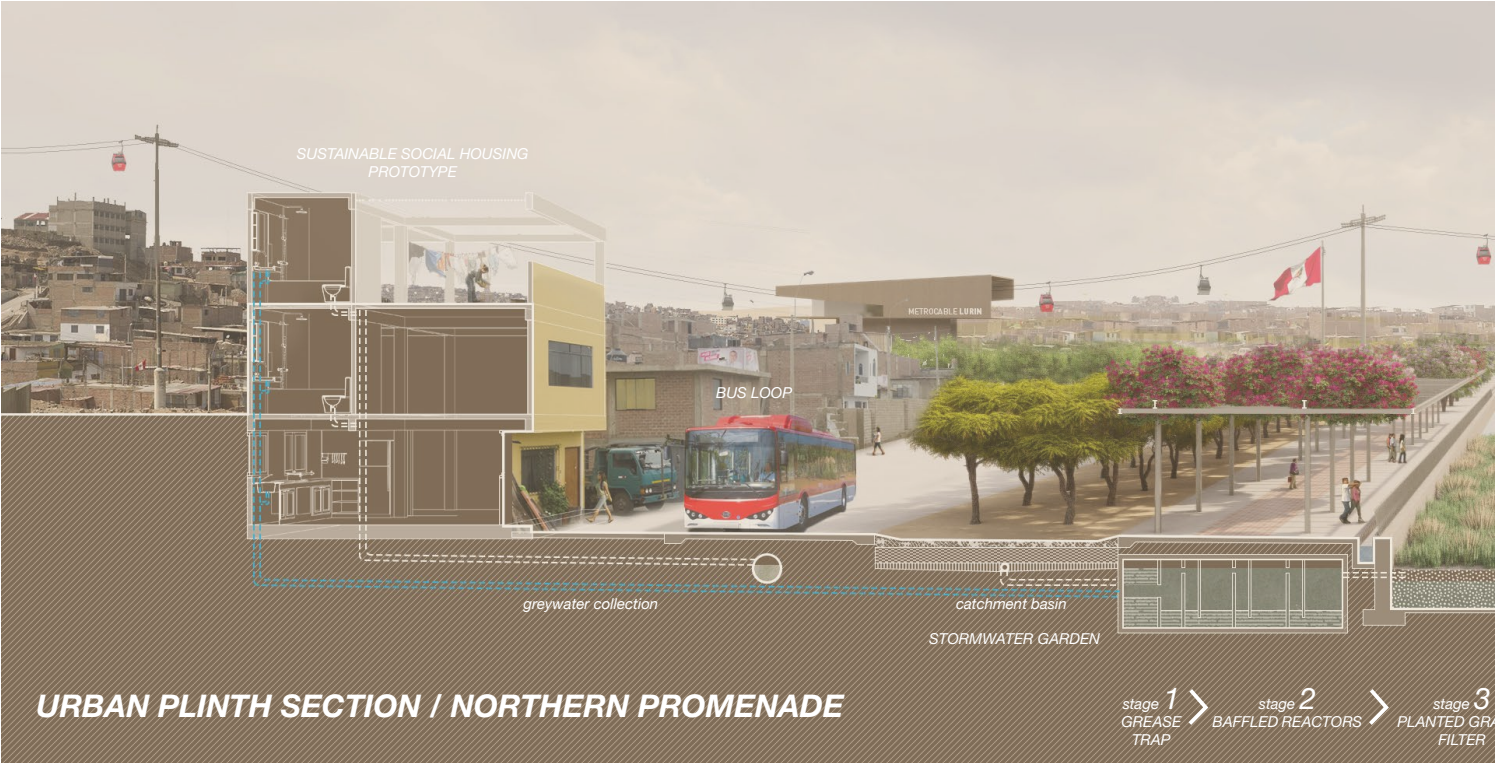 SUSTAINABLE SOCIAL HOUSING
PROTOTYPE
METROCABLE LURIN
BUS LOOP
greywater collection
catchment basin
STORMWATER GARDEN
URBAN PLINTH SECTION / NORTHERN PROMENADE
stage 1
GREASE
TRAP
stage 2
BAFFLED REACTORS
stage 3
PLANTED GRA
FILTER